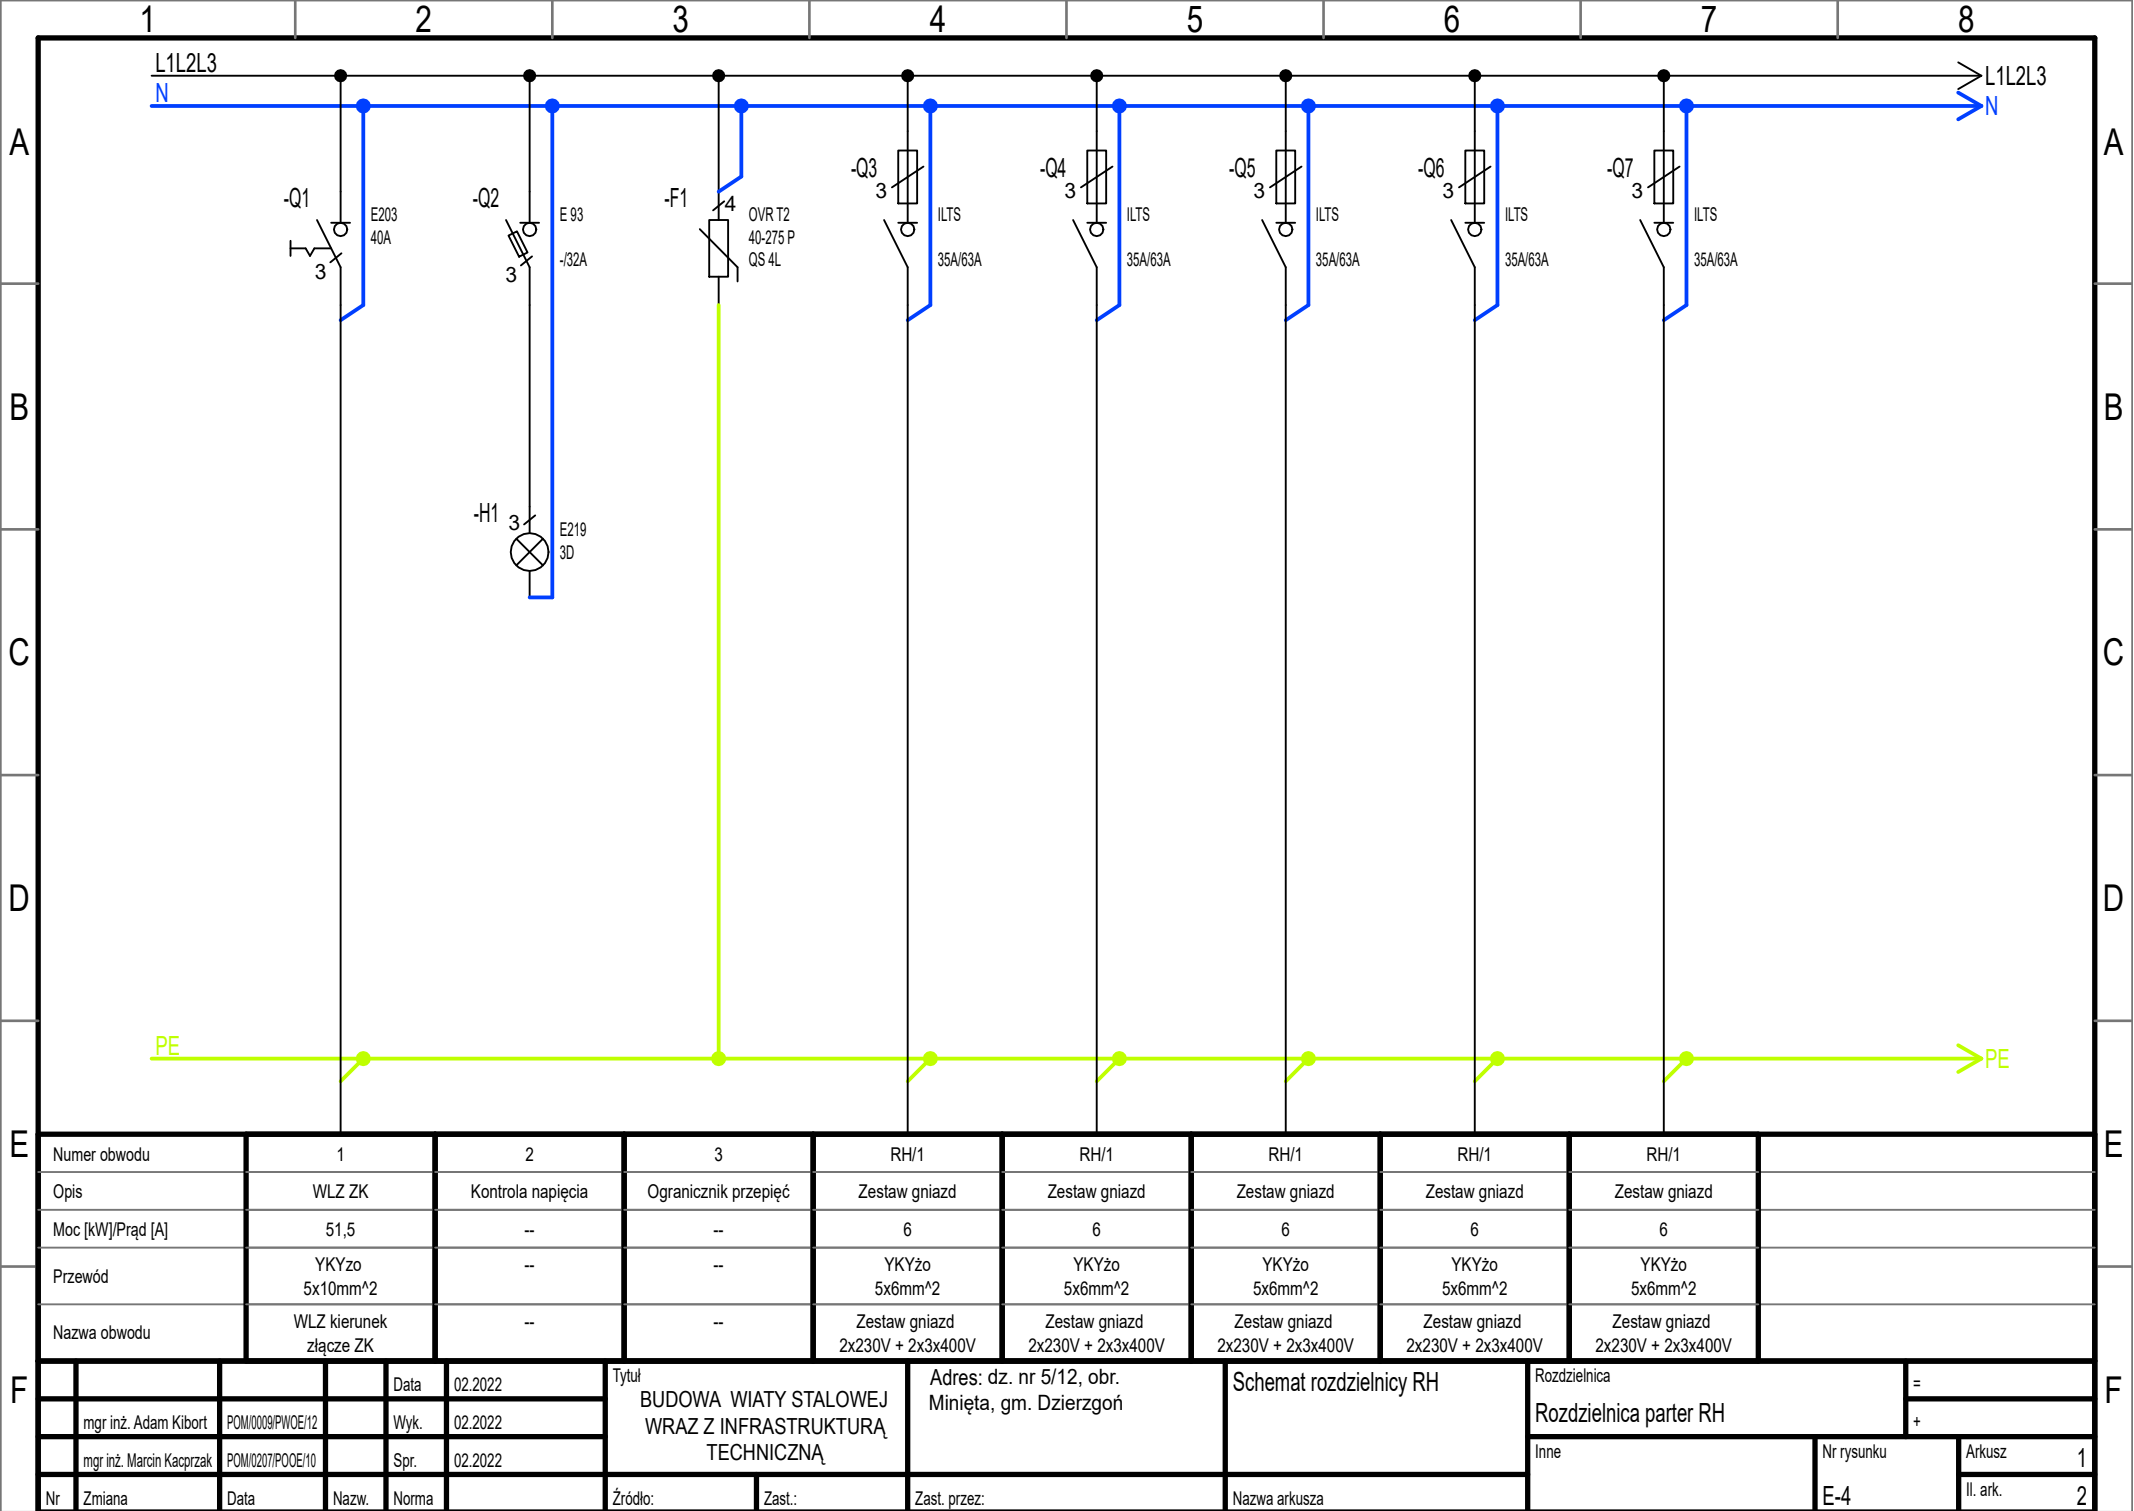 1 2 3 4 5 6 7 8
L1L2L3 L1L2L3
N N
A A
-Q1 E203
40A
3
-Q2 E 93
-/32A
3
-F1 4 OVR T2
40-275 P
QS 4L
-Q3 3 ILTS
35A/63A
-Q4 3 ILTS
35A/63A
-Q5 3 ILTS
35A/63A
-Q6 3 ILTS
35A/63A
-Q7 3 ILTS
35A/63A
B B
-H1 3 E219
3D
C C
D D
PE PE
E E
Numer obwodu 1 2 3 RH/1 RH/1 RH/1 RH/1 RH/1
Opis WLZ ZK Kontrola napięcia Ogranicznik przepięć Zestaw gniazd Zestaw gniazd Zestaw gniazd Zestaw gniazd Zestaw gniazd
Moc [kW]/Prąd [A] 51,5 -- -- 6 6 6 6 6
Przewód YKYzo -- -- YKYżo YKYżo YKYżo YKYżo YKYżo
5x10mm^2 5x6mm^2 5x6mm^2 5x6mm^2 5x6mm^2 5x6mm^2
Nazwa obwodu WLZ kierunek -- -- Zestaw gniazd Zestaw gniazd Zestaw gniazd Zestaw gniazd Zestaw gniazd
złącze ZK 2x230V + 2x3x400V 2x230V + 2x3x400V 2x230V + 2x3x400V 2x230V + 2x3x400V 2x230V + 2x3x400V
F F
Data 02.2022
mgr inż. Adam Kibort POM/0009/PWOE/12 Wyk. 02.2022
mgr inż. Marcin Kacprzak POM/0207/POOE/10 Spr. 02.2022
Nr Zmiana Data Nazw. Norma
Tytuł
BUDOWA WIATY STALOWEJ
WRAZ Z INFRASTRUKTURĄ
TECHNICZNĄ
Źródło: Zast.: Zast. przez:
Adres: dz. nr 5/12, obr.
Minięta, gm. Dzierzgoń
Schemat rozdzielnicy RH
Nazwa arkusza
Rozdzielnica
Rozdzielnica parter RH
=
+
Inne
Nr rysunku
E-4
Arkusz 1
Il. ark. 2